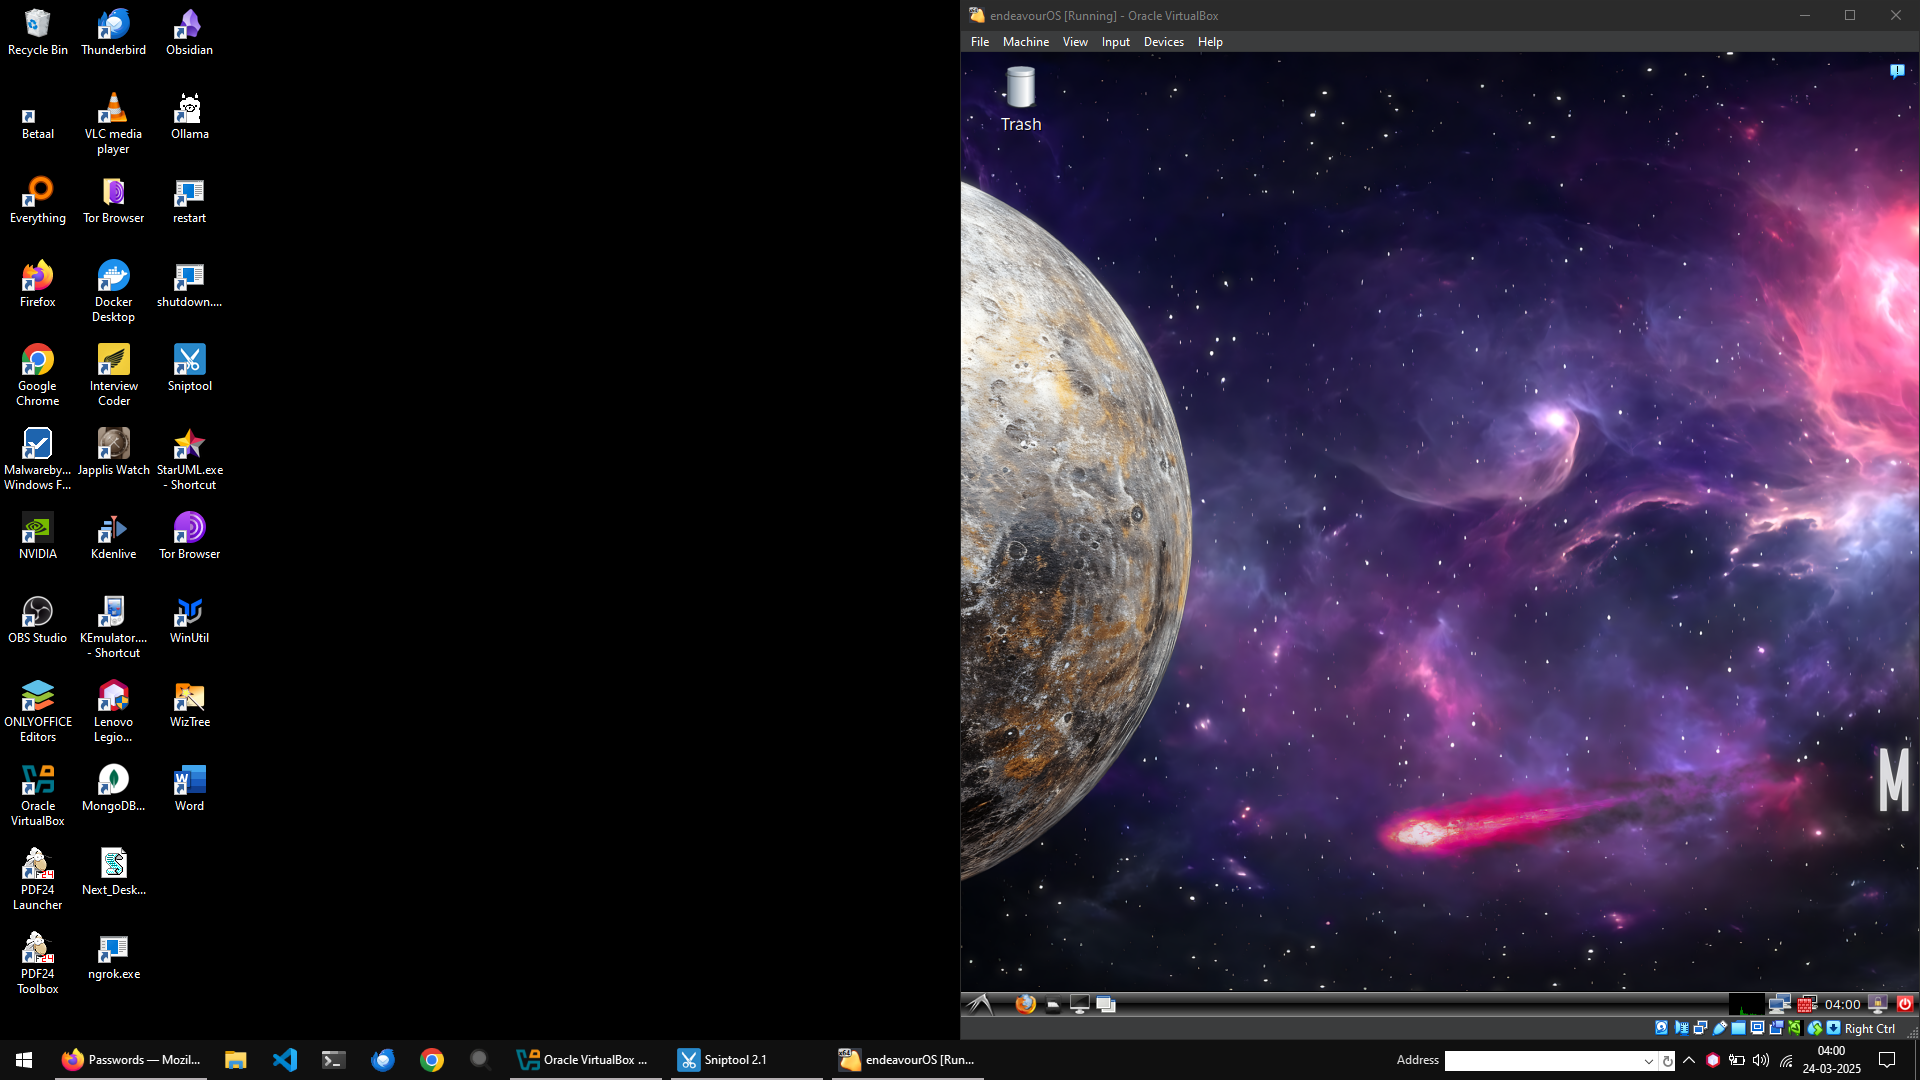 Recycle Bin
Thunderbird
Obsidian
Betaal
VLC media
player
Ollama
Everything
Tor Browser
restart
Firefox
Docker
Desktop
shutdown....
Google
Chrome
Interview
Coder
Sniptool
Malwareby...
Windows F...
Japplis Watch
StarUML.exe
- Shortcut
NVIDIA
Kdenlive
Tor Browser
OBS Studio
KEmulator....
- Shortcut
WinUtil
ONLYOFFICE
Editors
Lenovo
Legio...
WizTree
Oracle
VirtualBox
MongoDB...
Word
PDF24
Launcher
Next_Desk...
PDF24
Toolbox
ngrok.exe
endeavourOS [Running] - Oracle VirtualBox
File Machine View Input Devices Help
Trash
M
04:00
Right Ctrl
Passwords — Mozil...
Oracle VirtualBox ...
Sniptool 2.1
endeavourOS [Run...
Address
04:00
24-03-2025